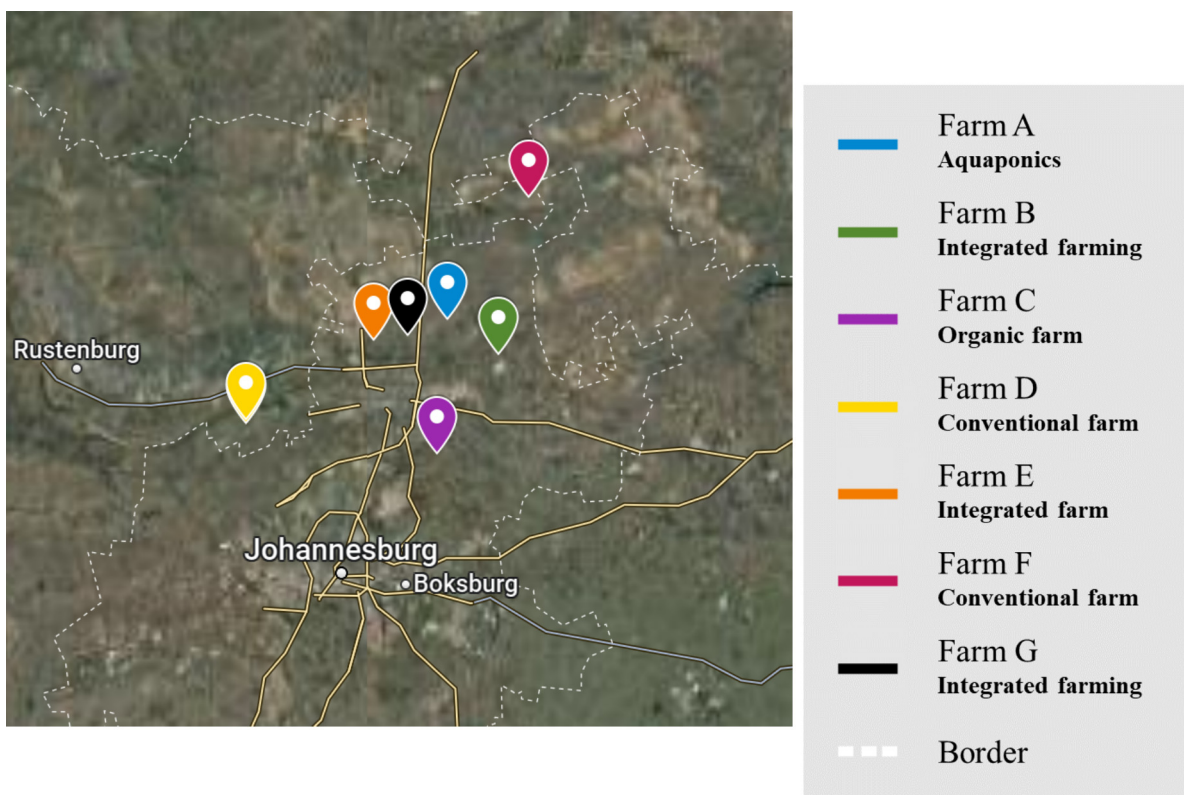 Rustenburg
Johannesburg
Boksburg
Farm A
Aquaponics
Farm B
Integrated farming
Farm C
Organic farm
Farm D
Conventional farm
Farm E
Integrated farm
Farm F
Conventional farm
Farm G
Integrated farming
Border